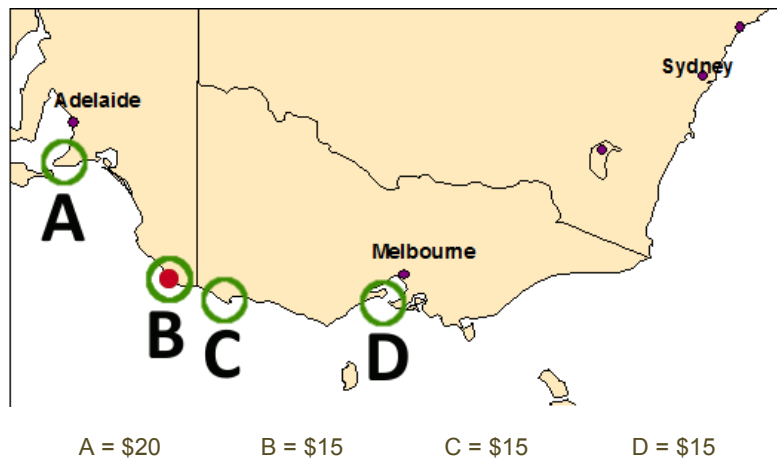 Sydney
Adelaide
A
Melbourne
B
C
D
A = $20 B = $15 C = $15 D = $15